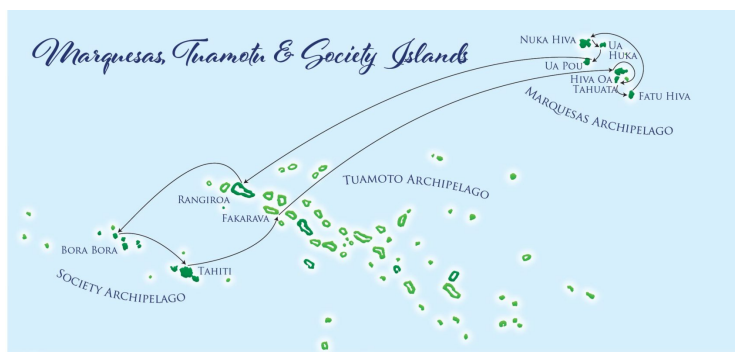 Marquesas, Tuamotu & Society Islands
Nuka Hiva
Ua
Huka
Ua Pou
Hiva Oa
Tahuata
Fatu Hiva
Marquesas Archipelago
Tuamoto Archipelago
Rangiroa
Fakarava
Bora Bora
Tahiti
Society Archipelago